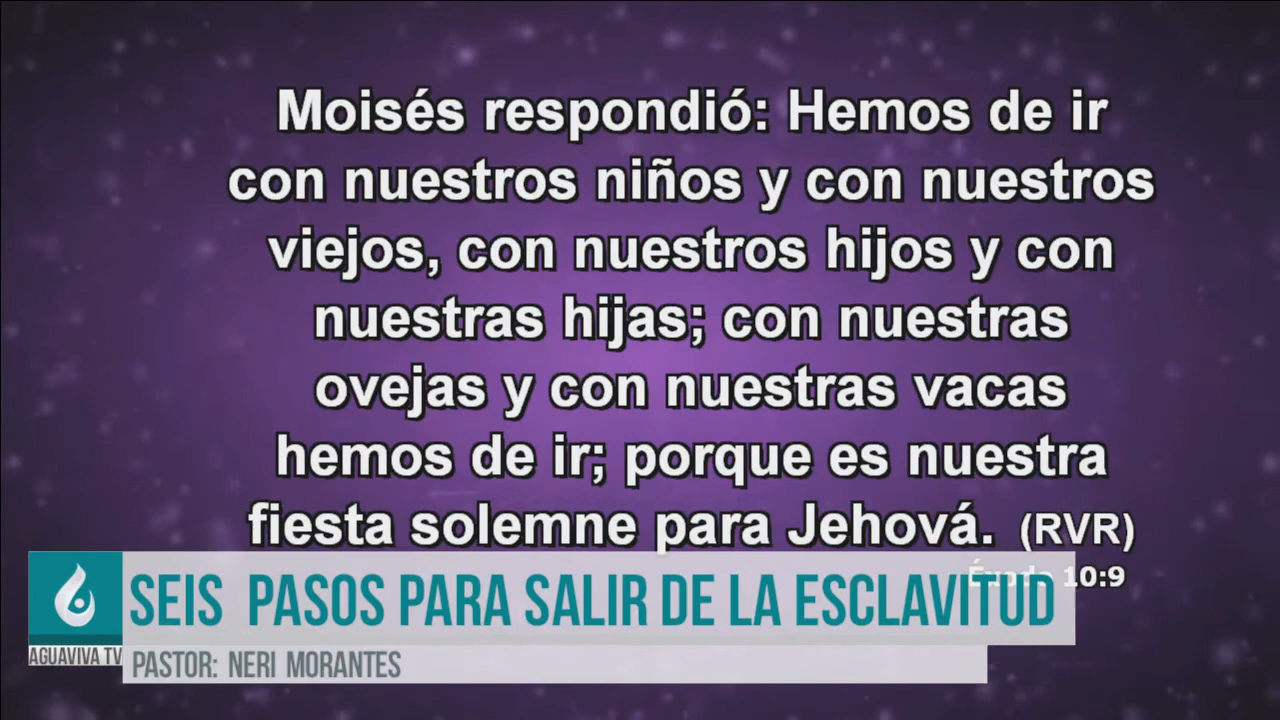 Moisés respondió: Hemos de ir
con nuestros niños y con nuestros
viejos, con nuestros hijos y con
nuestras hijas; con nuestras
ovejas y con nuestras vacas
hemos de ir; porque es nuestra
fiesta solemne para Jehová. (RVR)
Éxodo 10:9
SEIS PASOS PARA SALIR DE LA ESCLAVITUD
AGUAVIVA TV
PASTOR: NERI MORANTES